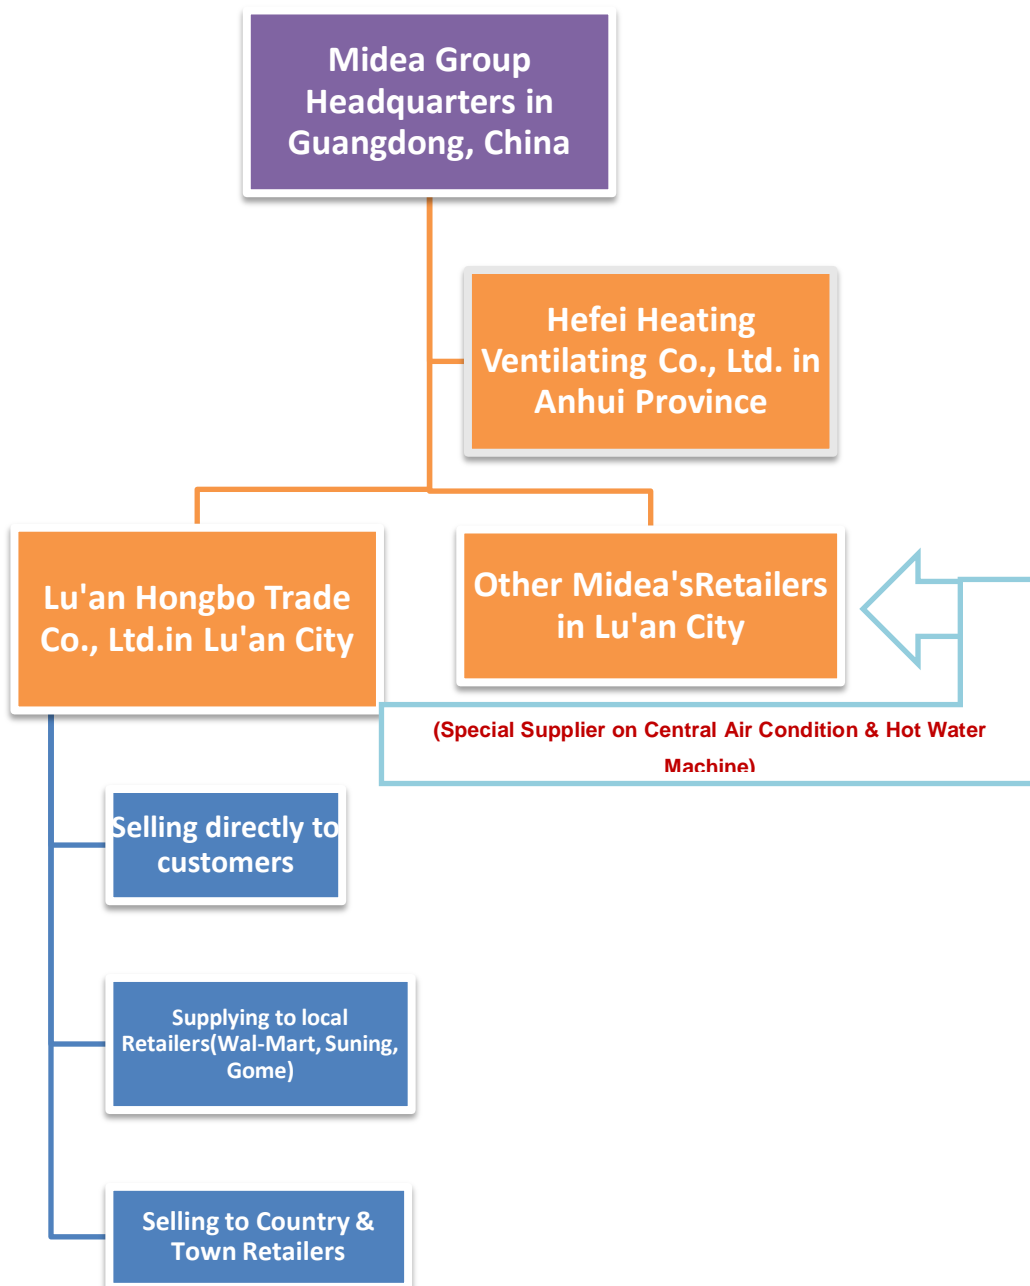 Midea Group
Headquarters in
Guangdong, China
Hefei Heating
Ventilating Co., Ltd. in
Anhui Province
Lu'an Hongbo Trade
Co., Ltd.in Lu'an City
Other Midea'sRetailers
in Lu'an City
(Special Supplier on Central Air Condition & Hot Water
Machine)
Selling directly to
customers
Supplying to local
Retailers(Wal-Mart, Suning,
Gome)
Selling to Country &
Town Retailers